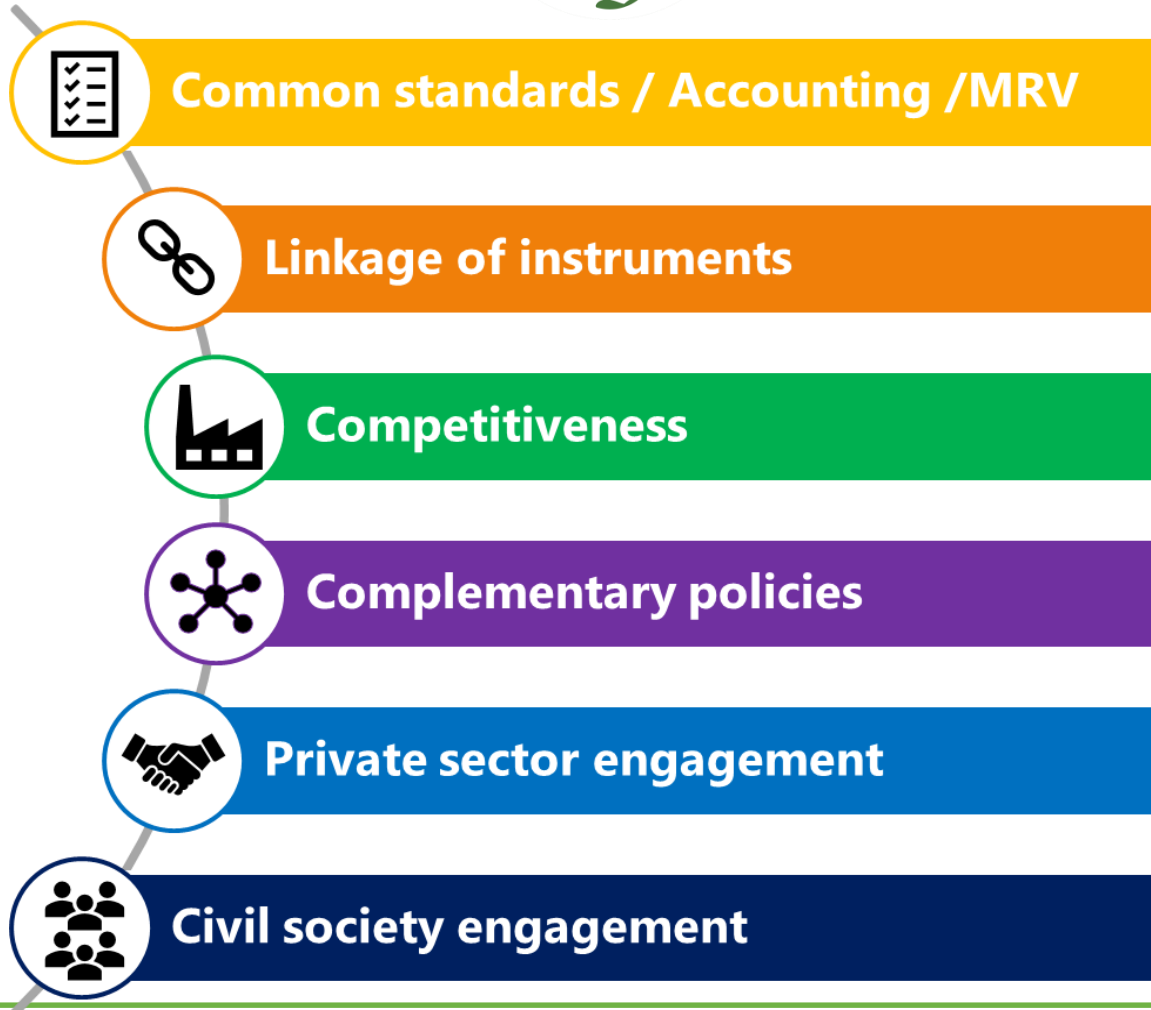 Common standards / Accounting /MRV
Linkage of instruments
Competitiveness
Complementary policies
Private sector engagement
Civil society engagement